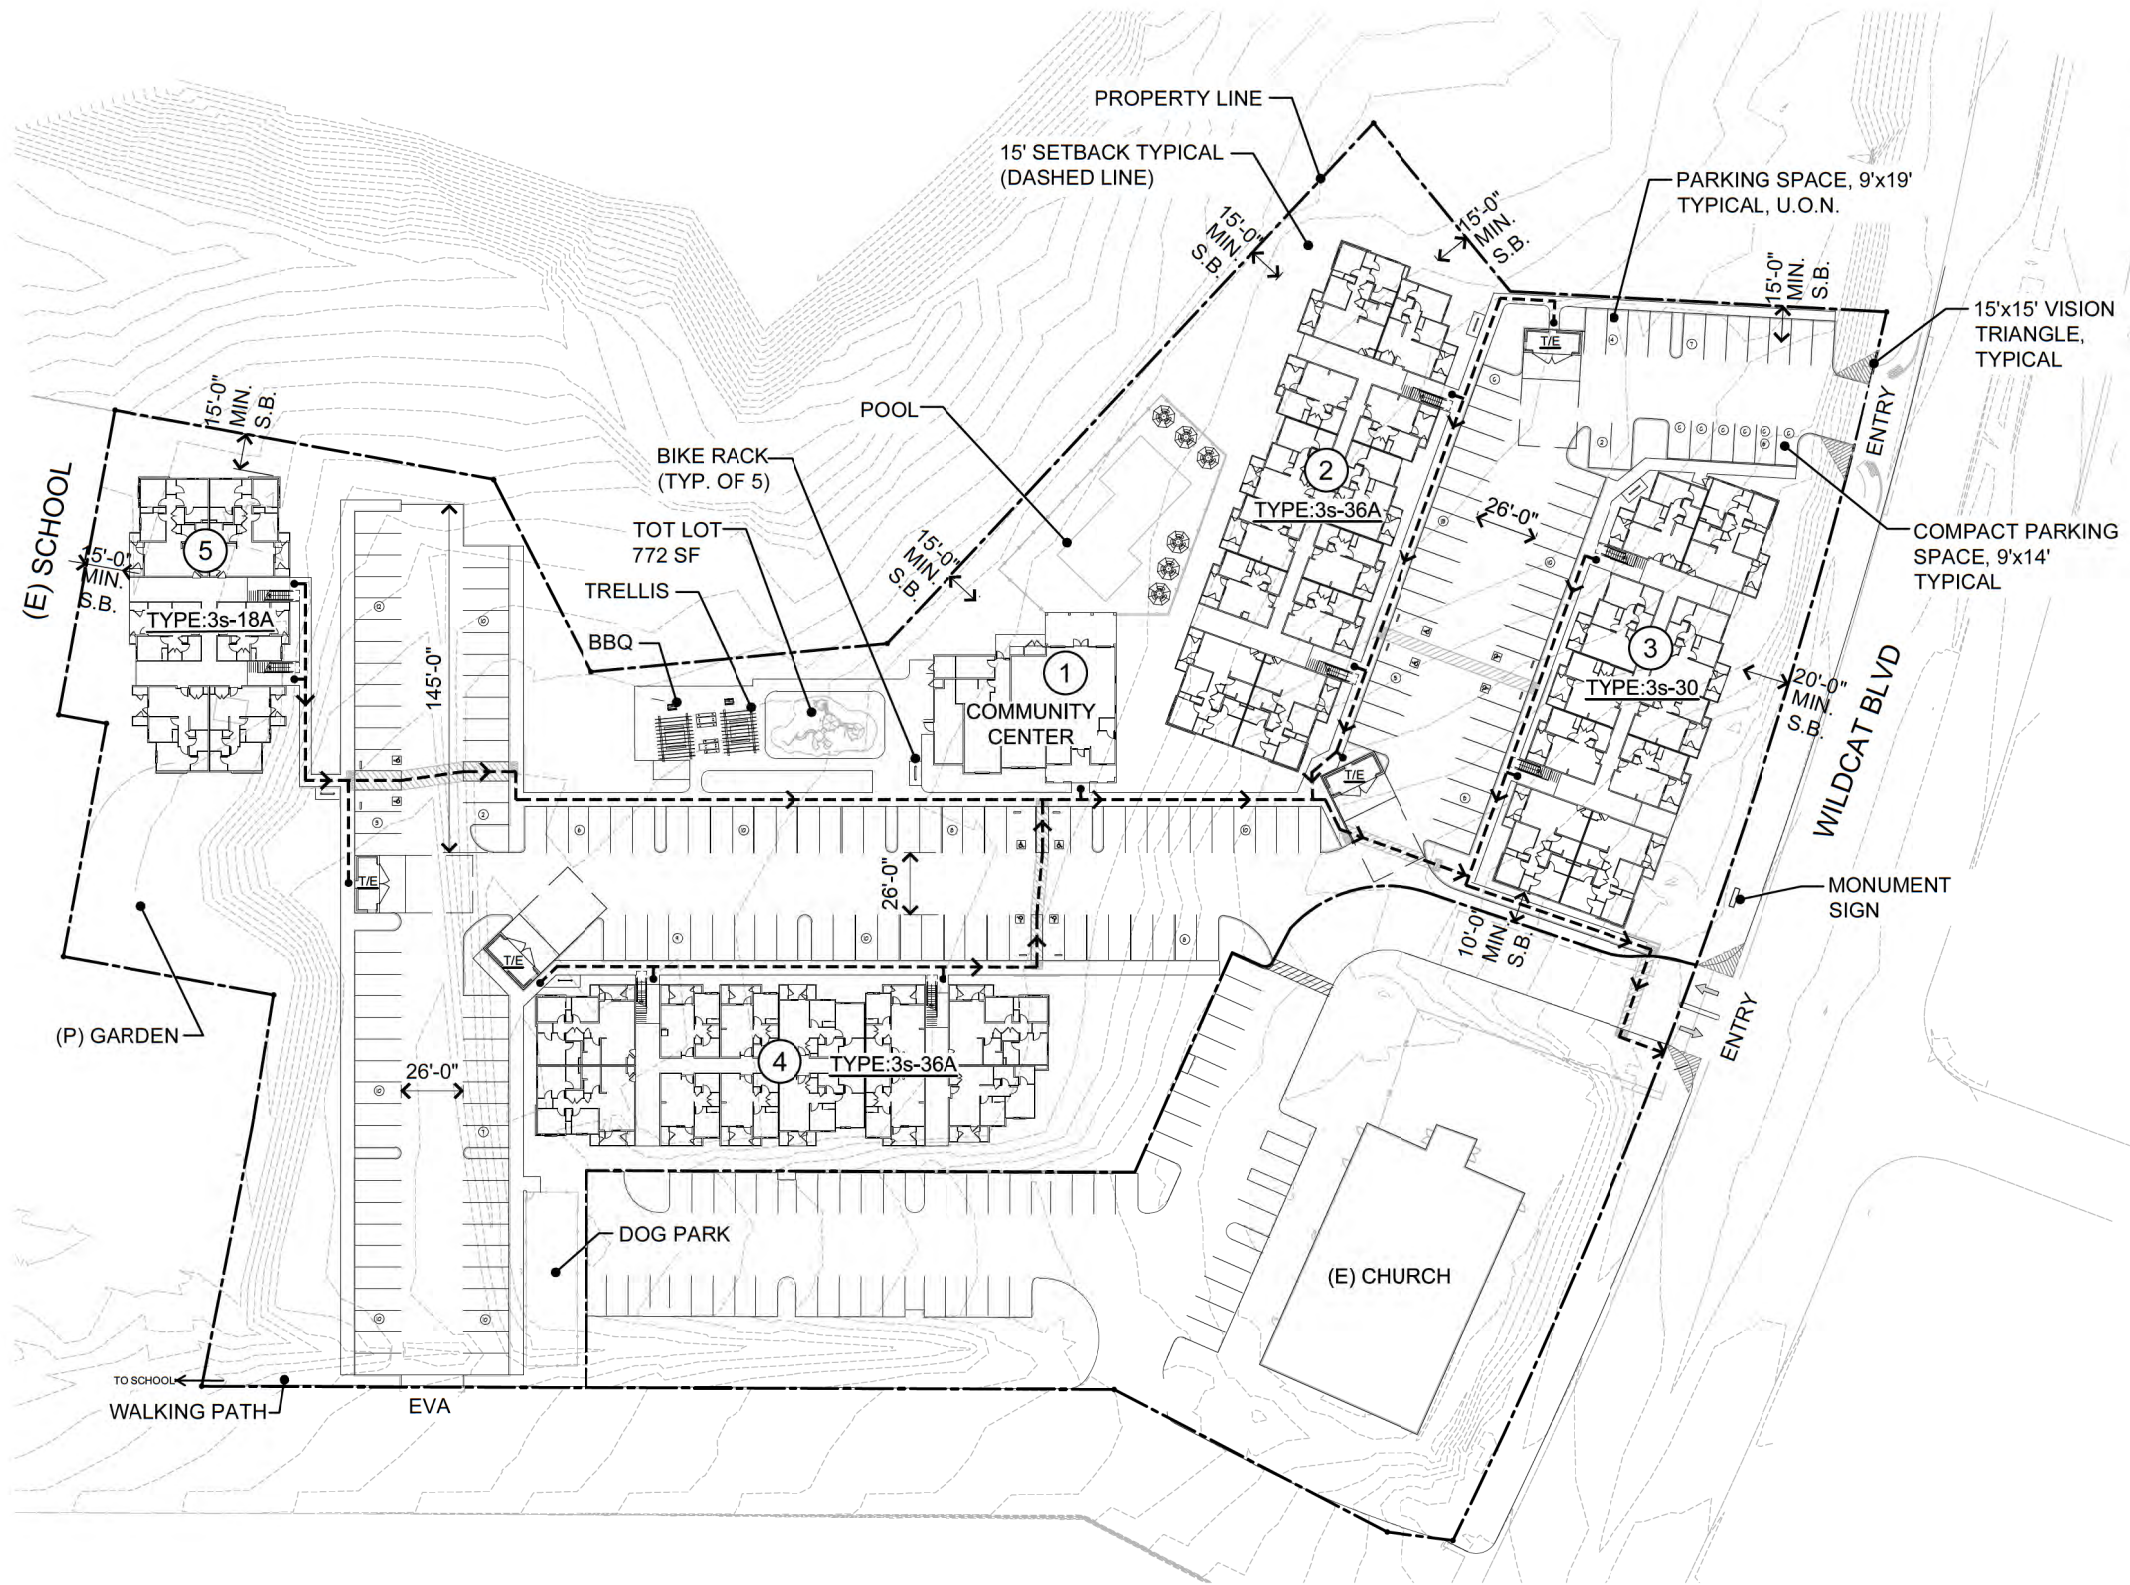 PROPERTY LINE
15' SETBACK TYPICAL
(DASHED LINE)
15'-0"
MIN.
S.B.
15'-0"
MIN.
S.B.
PARKING SPACE, 9'x19'
TYPICAL, U.O.N.
15'-0"
MIN.
S.B.
15'x15' VISION
TRIANGLE,
TYPICAL
T/E
ENTRY
15'-0"
MIN.
S.B.
POOL
BIKE RACK
(TYP. OF 5)
2
TYPE:3s-36A
26'-0"
COMPACT PARKING
SPACE, 9'x14'
TYPICAL
(E) SCHOOL
5
15'-0"
MIN.
S.B.
TYPE:3s-18A
TOT LOT
772 SF
TRELLIS
BBQ
15'-0"
MIN.
S.B.
145'-0"
1
COMMUNITY
CENTER
3
TYPE:3s-30
20'-0"
MIN.
S.B.
WILDCAT BLVD
T/E
T/E
26'-0"
T/E
10'-0"
MIN.
S.B.
MONUMENT
SIGN
(P) GARDEN
ENTRY
4
TYPE:3s-36A
26'-0"
DOG PARK
(E) CHURCH
TO SCHOOL
WALKING PATH
EVA